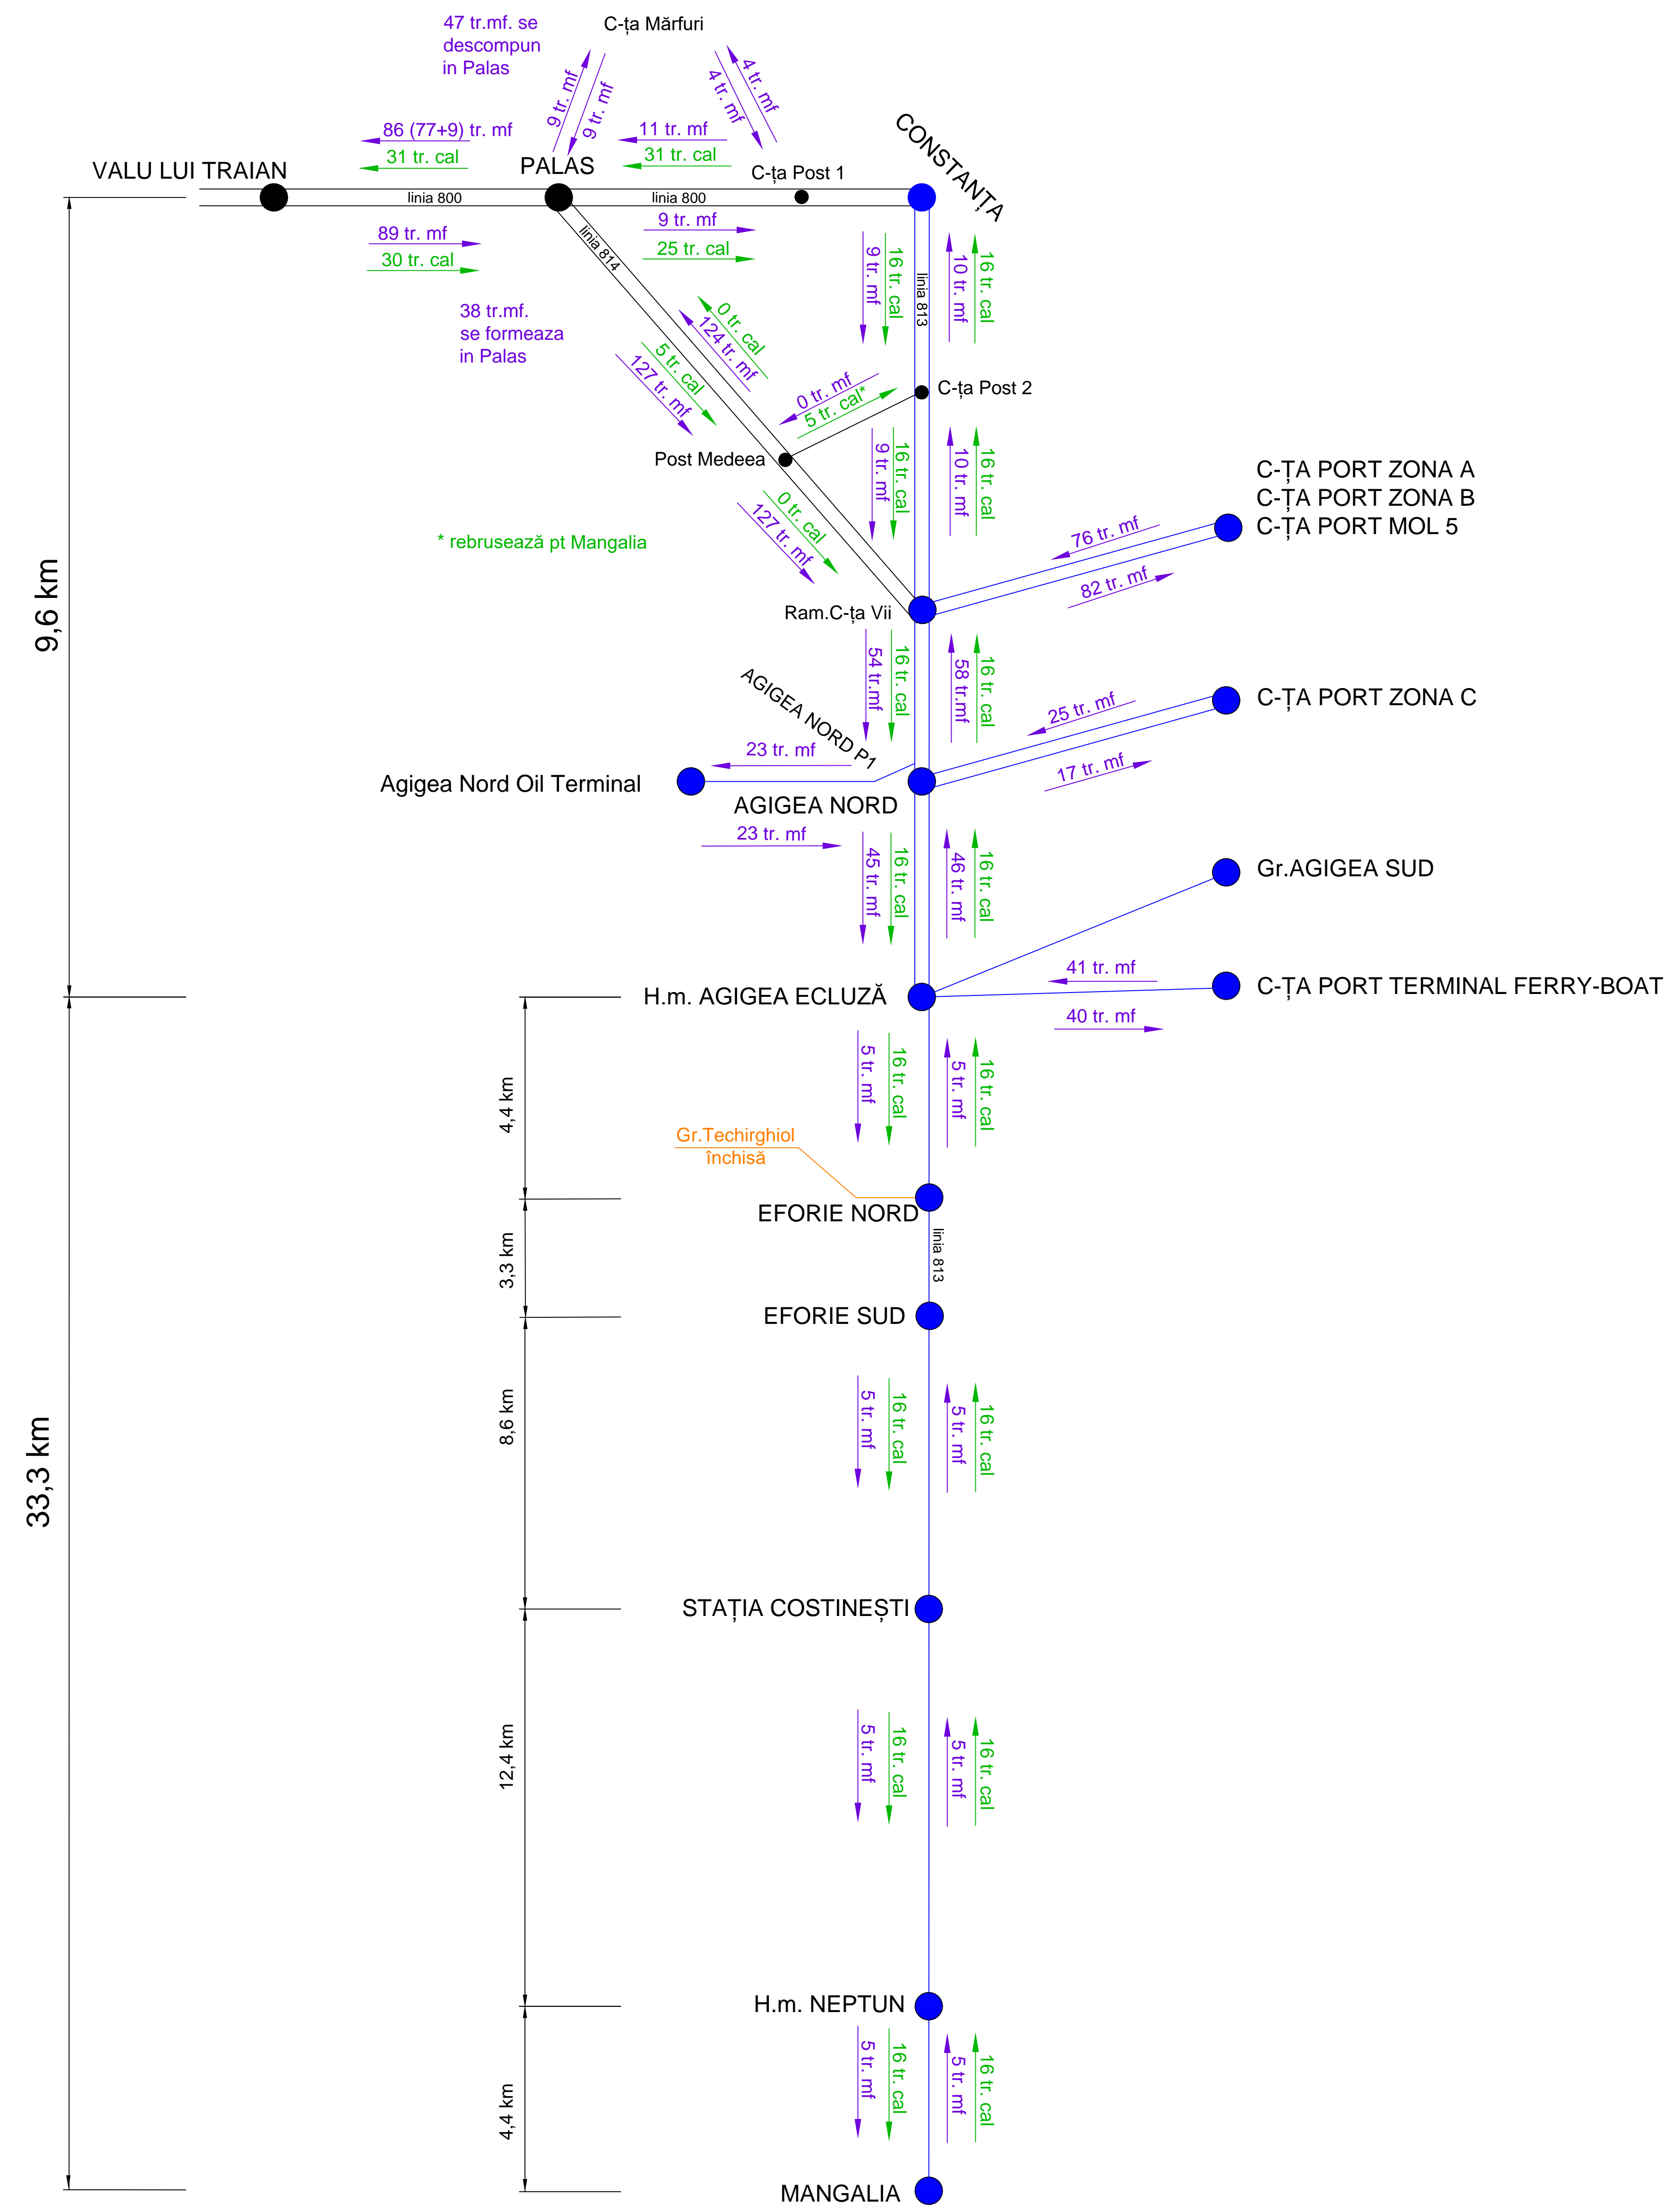 47 tr.mf. se
descompun
in Palas
C-ța Mărfuri
9 tr. mf
9 tr. mf
4 tr. mf
4 tr. mf
86 (77+9) tr. mf
31 tr. cal
11 tr. mf
31 tr. cal
VALU LUI TRAIAN
PALAS
C-ța Post 1
CONSTANȚA
linia 800
linia 800
89 tr. mf
30 tr. cal
9 tr. mf
25 tr. cal
linia 814
9 tr. mf
16 tr. cal
linia 813
10 tr. mf
16 tr. cal
38 tr.mf.
se formeaza
in Palas
0 tr. cal
124 tr. mf
5 tr. cal
127 tr. mf
0 tr. mf
5 tr. cal*
C-ța Post 2
Post Medeea
9 tr. mf
16 tr. cal
10 tr. mf
16 tr. cal
C-ȚA PORT ZONA A
C-ȚA PORT ZONA B
C-ȚA PORT MOL 5
0 tr. cal
127 tr. mf
* rebrusează pt Mangalia
76 tr. mf
82 tr. mf
9,6 km
Ram.C-ța Vii
54 tr.mf
16 tr. cal
58 tr.mf
16 tr. cal
AGIGEA NORD P1
25 tr. mf
17 tr. mf
C-ȚA PORT ZONA C
23 tr. mf
Agigea Nord Oil Terminal
AGIGEA NORD
23 tr. mf
45 tr. mf
16 tr. cal
46 tr. mf
16 tr. cal
Gr.AGIGEA SUD
41 tr. mf
H.m. AGIGEA ECLUZĂ
C-ȚA PORT TERMINAL FERRY-BOAT
40 tr. mf
5 tr. mf
16 tr. cal
5 tr. mf
16 tr. cal
4,4 km
Gr.Techirghiol
închisă
EFORIE NORD
3,3 km
linia 813
EFORIE SUD
33,3 km
8,6 km
5 tr. mf
16 tr. cal
5 tr. mf
16 tr. cal
STAȚIA COSTINEȘTI
12,4 km
5 tr. mf
16 tr. cal
5 tr. mf
16 tr. cal
H.m. NEPTUN
4,4 km
5 tr. mf
16 tr. cal
5 tr. mf
16 tr. cal
MANGALIA